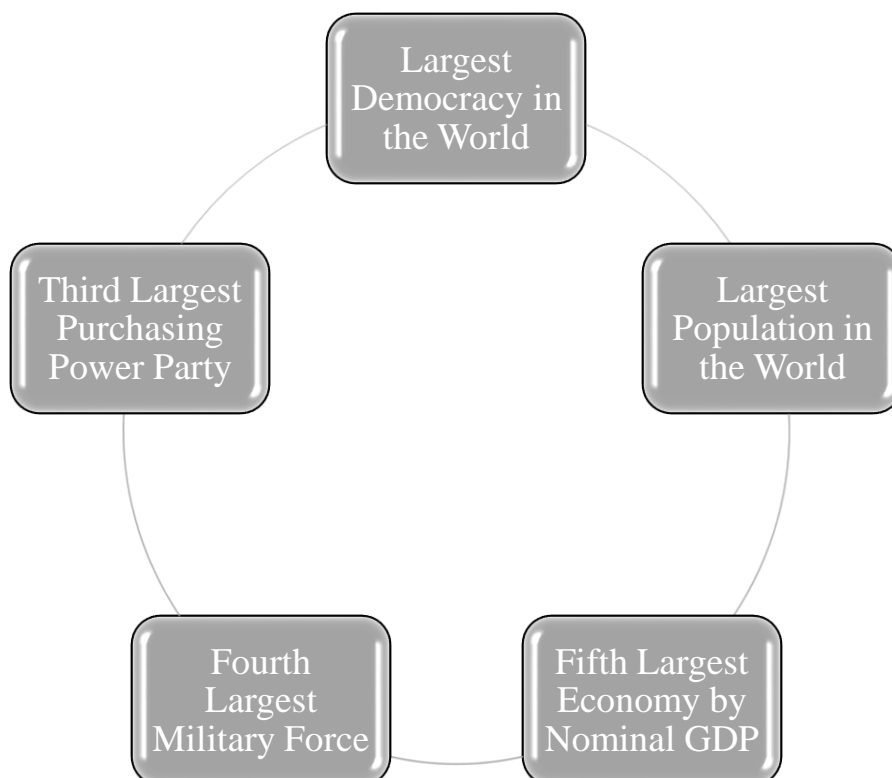 Largest
Democracy in
the World
Largest
Population in
the World
Fifth Largest
Economy by
Nominal GDP
Fourth
Largest
Military Force
Third Largest
Purchasing
Power Party